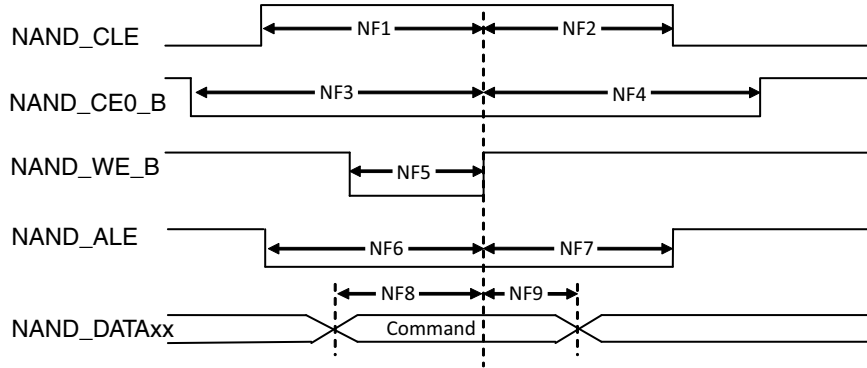 NAND_CLE
NF1
NF2
NAND_CE0_B
NF3
NF4
NAND_WE_B
NF5
NAND_ALE
NF6
NF7
NF8
NF9
NAND_DATAxx
Command